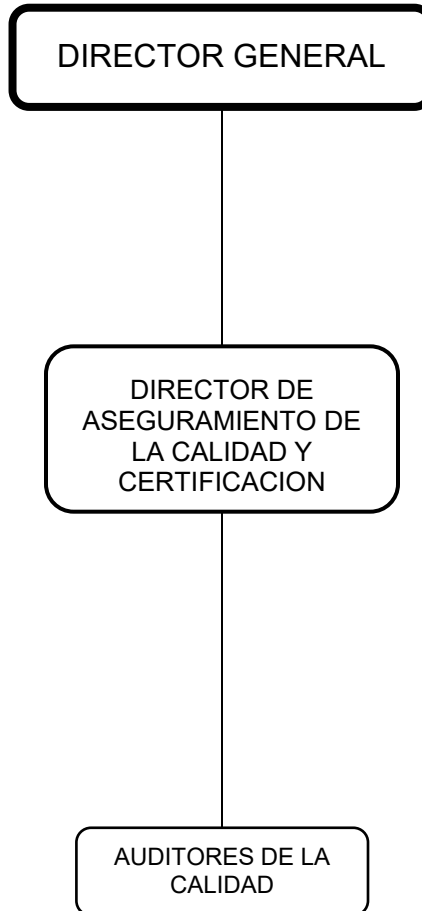 DIRECTOR GENERAL
DIRECTOR DE
ASEGURAMIENTO DE
LA CALIDAD Y
CERTIFICACION
AUDITORES DE LA
CALIDAD